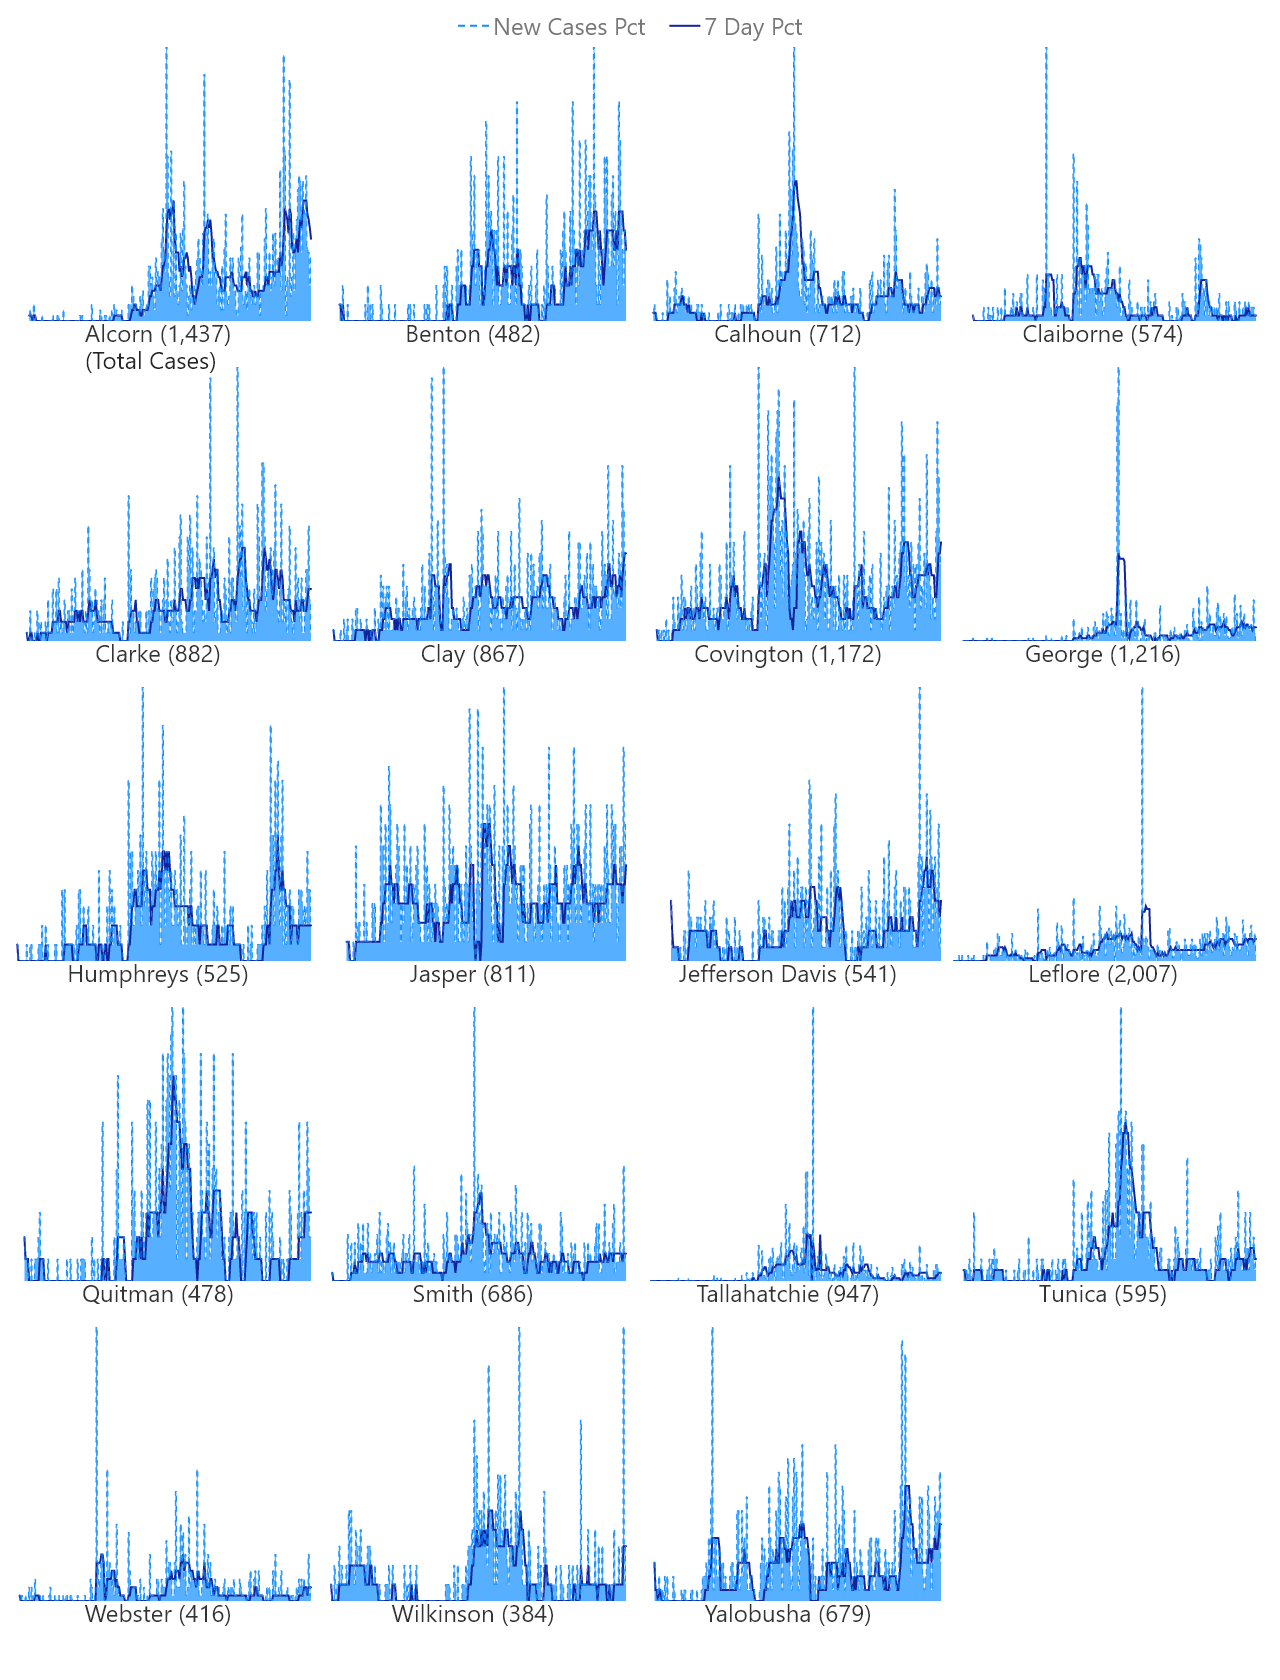 New Cases Pct 7 Day Pct
Alcorn (1,437) Benton (482) Calhoun (712) Claiborne (574)
(Total Cases)
Clarke (882) Clay (867) Covington (1,172) George (1,216)
Humphreys (525) Jasper (811) Jefferson Davis (541) Leflore (2,007)
Quitman (478) Smith (686) Tallahatchie (947) Tunica (595)
Webster (416) Wilkinson (384) Yalobusha (679)